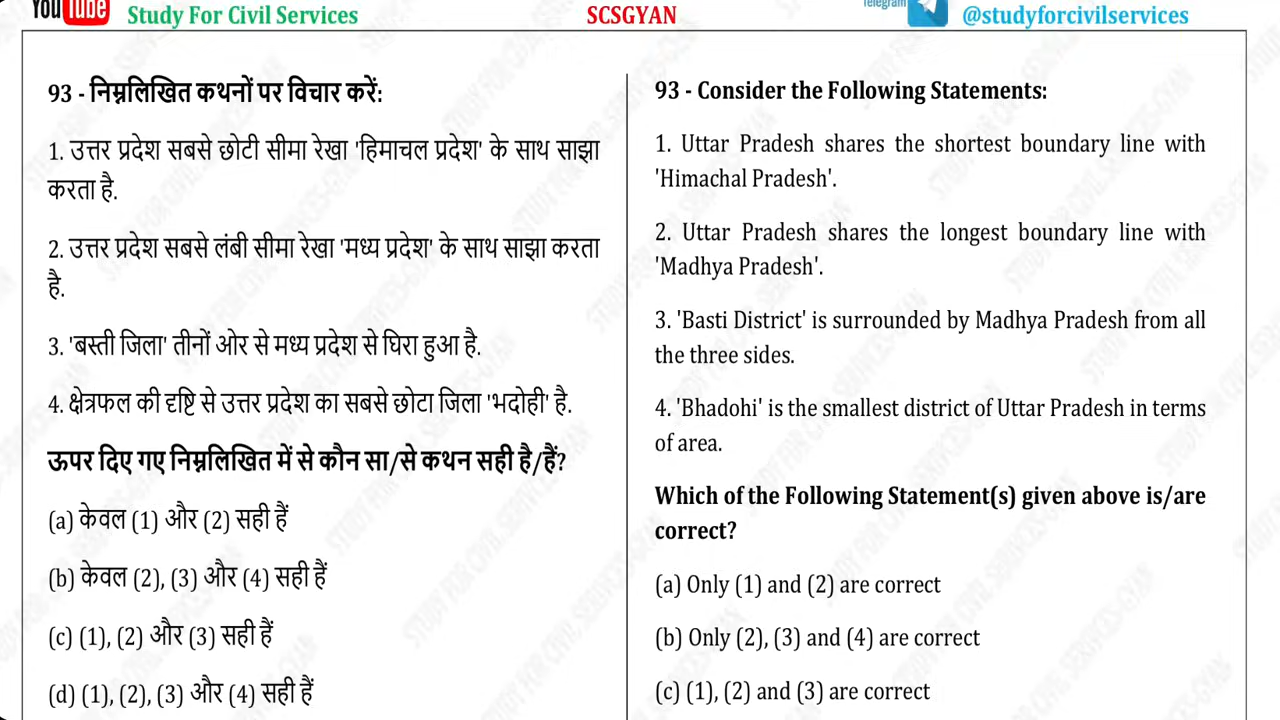 You Tube Study For Civil Services SCSGYAN Telegram @studyforcivilservices
93 - निम्नलिखित कथनों पर विचार करें:
1. उत्तर प्रदेश सबसे छोटी सीमा रेखा 'हिमाचल प्रदेश' के साथ साझा
करता है.
2. उत्तर प्रदेश सबसे लंबी सीमा रेखा 'मध्य प्रदेश' के साथ साझा करता
है.
3. 'बस्ती जिला' तीनों ओर से मध्य प्रदेश से घिरा हुआ है.
4. क्षेत्रफल की दृष्टि से उत्तर प्रदेश का सबसे छोटा जिला 'भदोही' है.
ऊपर दिए गए निम्नलिखित में से कौन सा/से कथन सही है/हैं?
(a) केवल (1) और (2) सही हैं
(b) केवल (2), (3) और (4) सही हैं
(c) (1), (2) और (3) सही हैं
(d) (1), (2), (3) और (4) सही हैं
93 - Consider the Following Statements:
1. Uttar Pradesh shares the shortest boundary line with
'Himachal Pradesh'.
2. Uttar Pradesh shares the longest boundary line with
'Madhya Pradesh'.
3. 'Basti District' is surrounded by Madhya Pradesh from all
the three sides.
4. 'Bhadohi' is the smallest district of Uttar Pradesh in terms
of area.
Which of the Following Statement(s) given above is/are
correct?
(a) Only (1) and (2) are correct
(b) Only (2), (3) and (4) are correct
(c) (1), (2) and (3) are correct